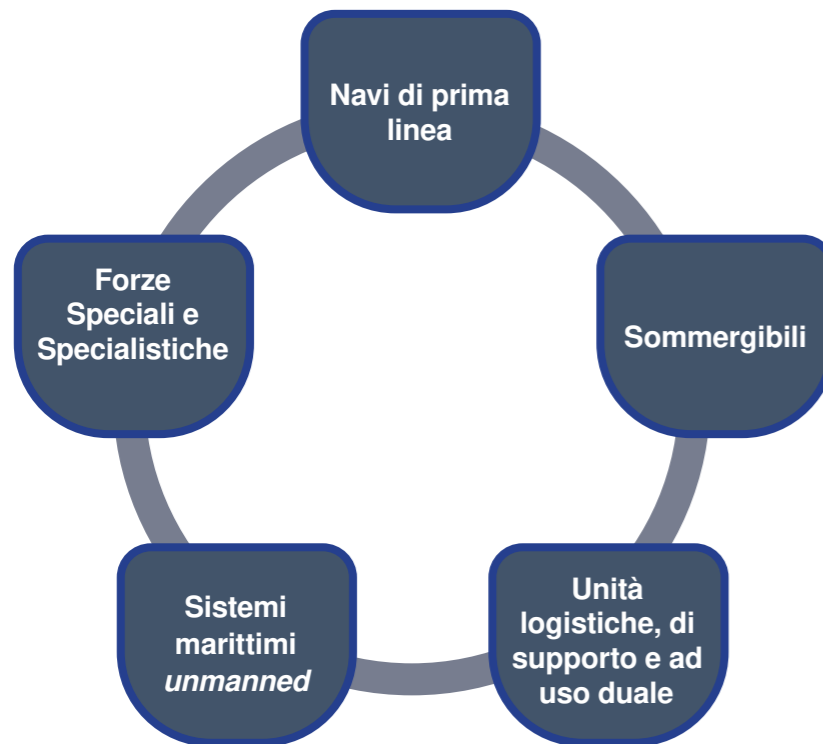 Navi di prima
linea
Forze
Speciali e
Specialistiche
Sommergibili
Sistemi
marittimi
unmanned
Unità
logistiche, di
supporto e ad
uso duale